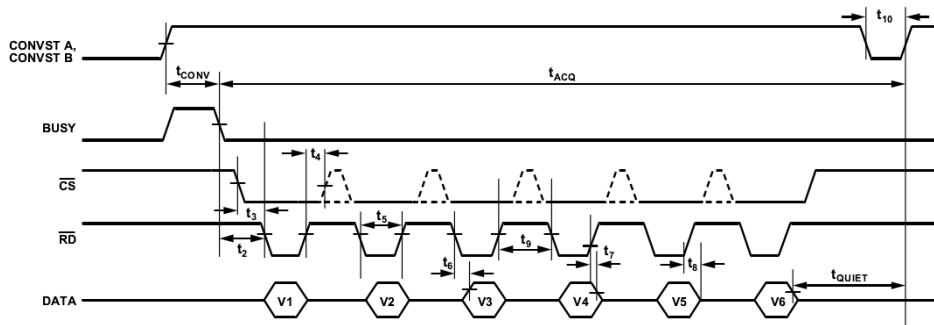 CONVST A,
CONVST B
t10
tCONV
tACQ
BUSY
t4
CS
t3
t5
RD
t2
t6
t9
t7
t8
tQUIET
DATA
V1
V2
V3
V4
V5
V6